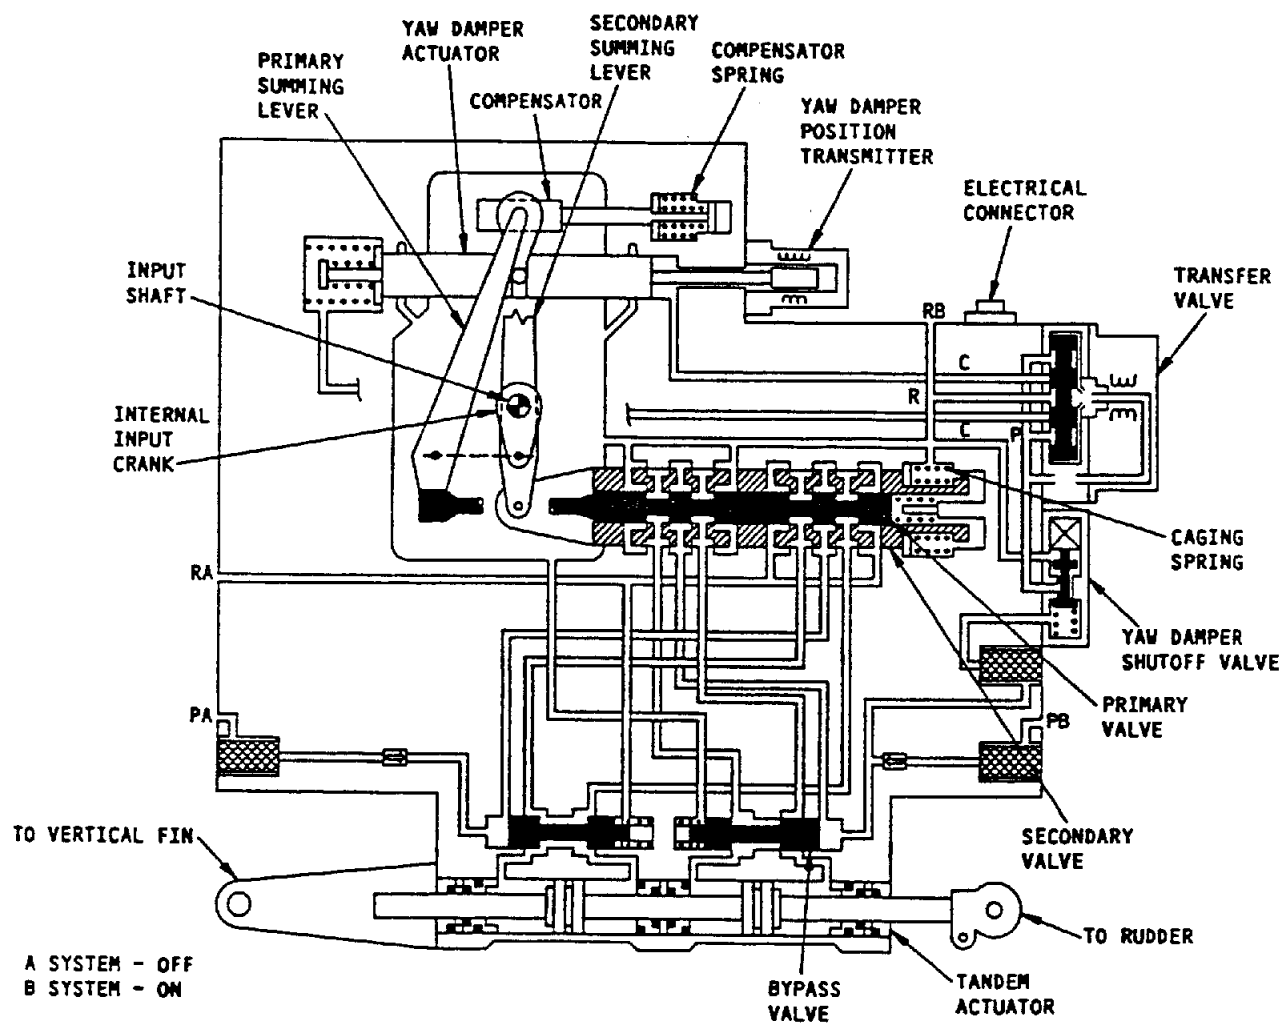 YAW DAMPER
ACTUATOR
SECONDARY
SUMMING
LEVER
COMPENSATOR
SPRING
PRIMARY
SUMMING
LEVER
COMPENSATOR
YAW DAMPER
POSITION
TRANSMITTER
ELECTRICAL
CONNECTOR
INPUT
SHAFT
TRANSFER
VALVE
RB
C
R
C
P
INTERNAL
INPUT
CRANK
CAGING
SPRING
RA
YAW DAMPER
SHUTOFF VALVE
PRIMARY
VALVE
PA
PB
SECONDARY
VALVE
TO VERTICAL FIN
TO RUDDER
A SYSTEM - OFF
B SYSTEM - ON
BYPASS
VALVE
TANDEM
ACTUATOR